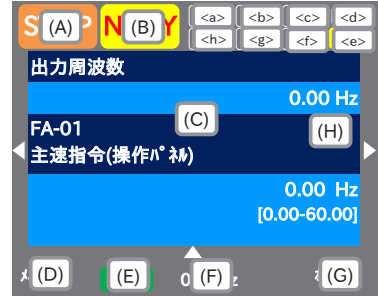 (A) (B) <a> <b> <c> <d>
<h> <g> <f> <e>
出力周波数
0.00 Hz
(C)
FA-01 (H)
主速指令(操作ﾊﾟﾈﾙ)
0.00 Hz
[0.00-60.00]
(D) (E) (F) (G)